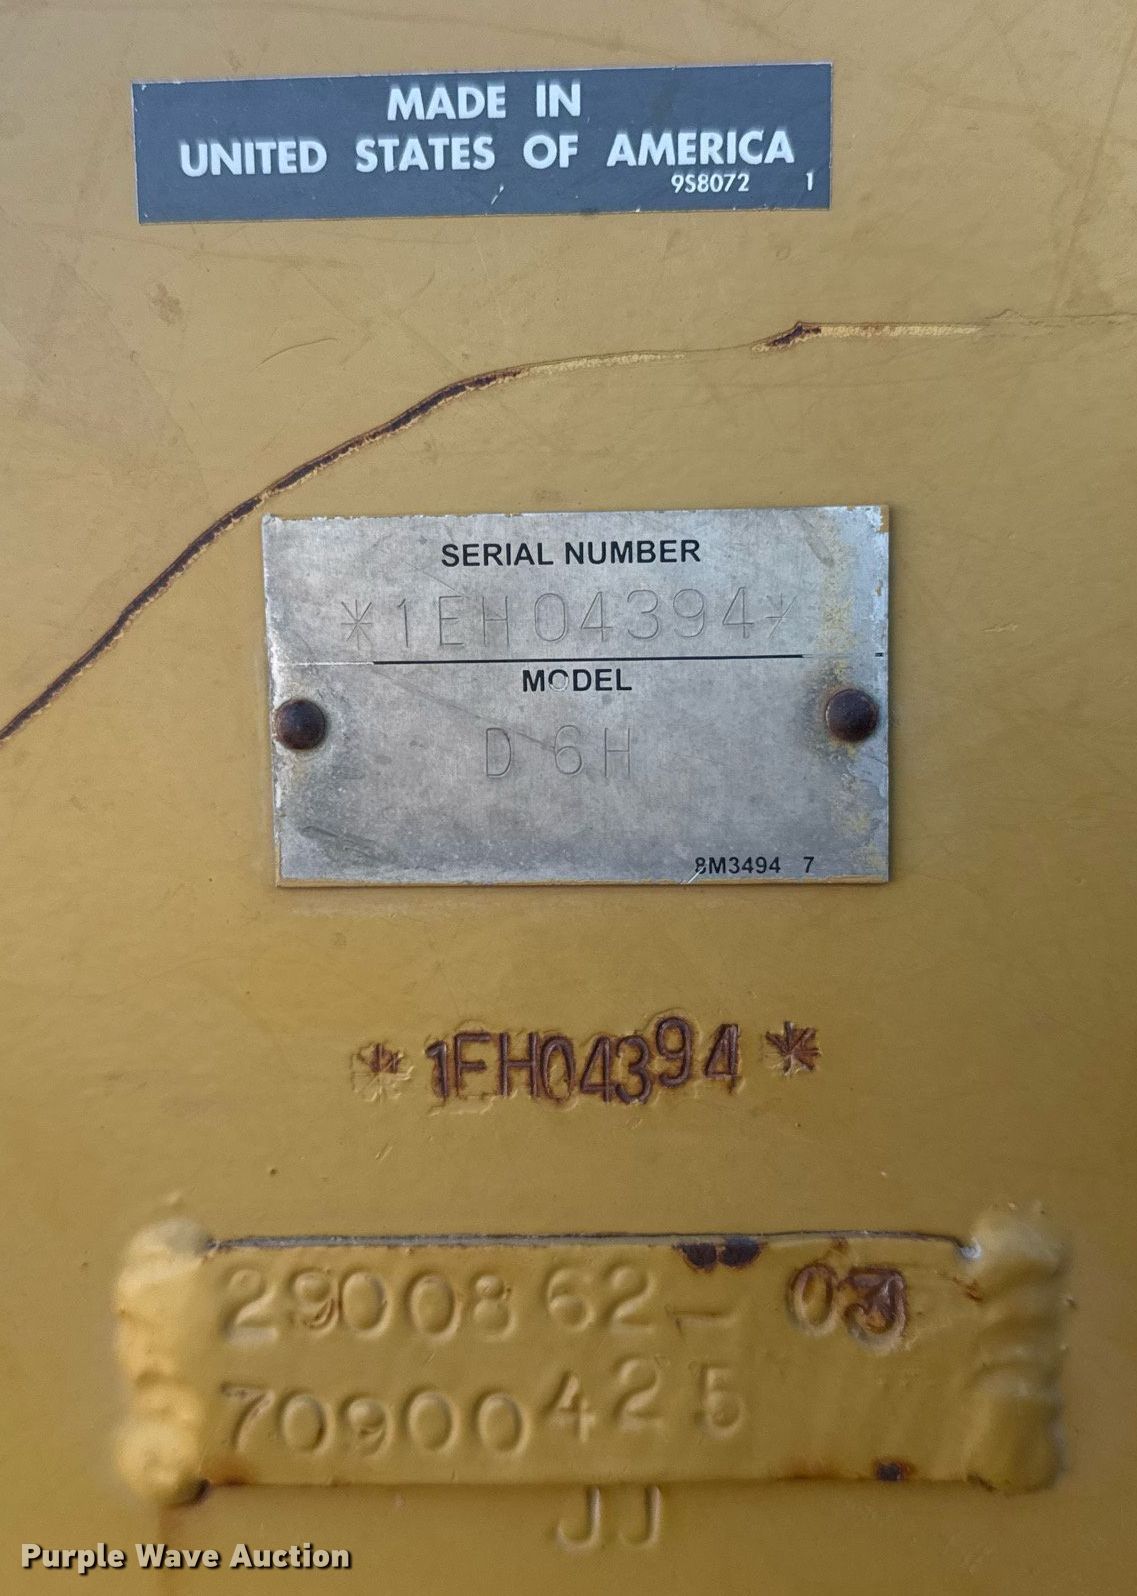 MADE IN
UNITED STATES OF AMERICA
9S8072 1
SERIAL NUMBER
*1EH04394*
MODEL
D 6H
8M3494 7
*1EH04394*
2900862- 03
70900425
JJ
Purple Wave Auction